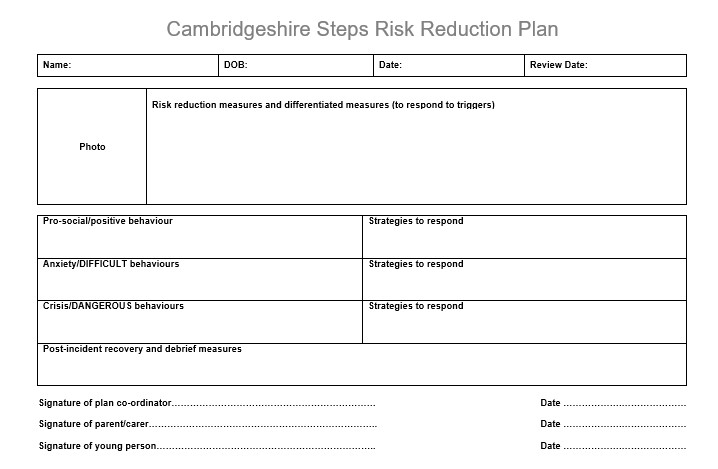 Cambridgeshire Steps Risk Reduction Plan
Name: DOB: Date: Review Date:
Risk reduction measures and differentiated measures (to respond to triggers)
Photo
Pro-social/positive behaviour Strategies to respond
Anxiety/DIFFICULT behaviours Strategies to respond
Crisis/DANGEROUS behaviours Strategies to respond
Post-incident recovery and debrief measures
Signature of plan co-ordinator………………………………………………………… Date …………………………………
Signature of parent/carer………………………………………………………………. Date …………………………………
Signature of young person…………………………………………………………….. Date …………………………………